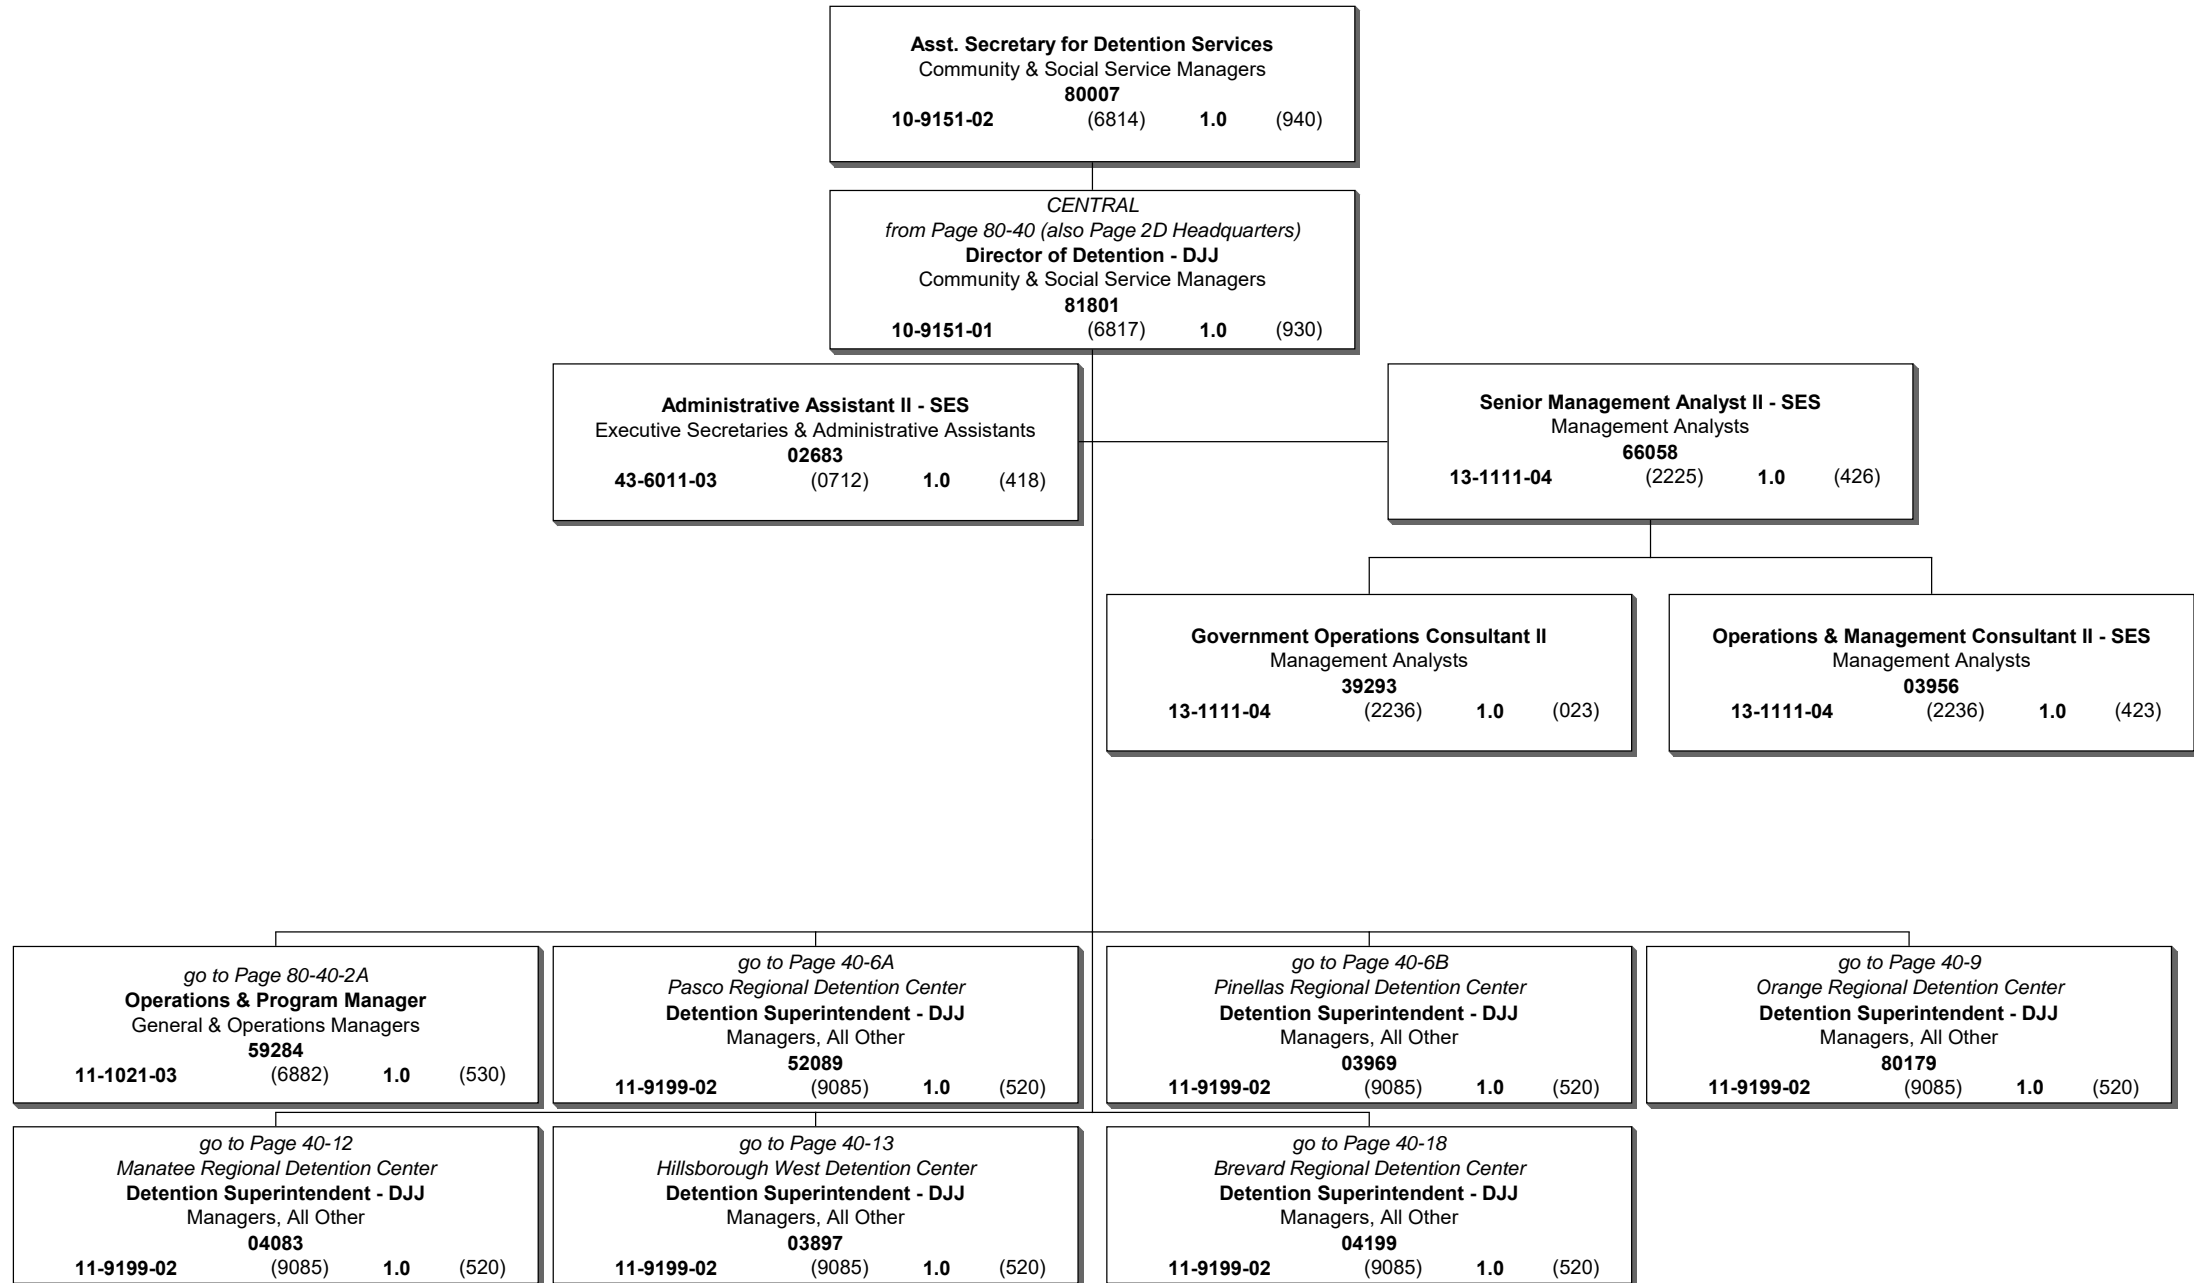 Asst. Secretary for Detention Services
Community & Social Service Managers
80007
10-9151-02 (6814) 1.0 (940)
CENTRAL
from Page 80-40 (also Page 2D Headquarters)
Director of Detention - DJJ
Community & Social Service Managers
81801
10-9151-01 (6817) 1.0 (930)
Administrative Assistant II - SES
Executive Secretaries & Administrative Assistants
02683
43-6011-03 (0712) 1.0 (418)
Senior Management Analyst II - SES
Management Analysts
66058
13-1111-04 (2225) 1.0 (426)
Government Operations Consultant II
Management Analysts
39293
13-1111-04 (2236) 1.0 (023)
Operations & Management Consultant II - SES
Management Analysts
03956
13-1111-04 (2236) 1.0 (423)
go to Page 80-40-2A
Operations & Program Manager
General & Operations Managers
59284
11-1021-03 (6882) 1.0 (530)
go to Page 40-6A
Pasco Regional Detention Center
Detention Superintendent - DJJ
Managers, All Other
52089
11-9199-02 (9085) 1.0 (520)
go to Page 40-6B
Pinellas Regional Detention Center
Detention Superintendent - DJJ
Managers, All Other
03969
11-9199-02 (9085) 1.0 (520)
go to Page 40-9
Orange Regional Detention Center
Detention Superintendent - DJJ
Managers, All Other
80179
11-9199-02 (9085) 1.0 (520)
go to Page 40-12
Manatee Regional Detention Center
Detention Superintendent - DJJ
Managers, All Other
04083
11-9199-02 (9085) 1.0 (520)
go to Page 40-13
Hillsborough West Detention Center
Detention Superintendent - DJJ
Managers, All Other
03897
11-9199-02 (9085) 1.0 (520)
go to Page 40-18
Brevard Regional Detention Center
Detention Superintendent - DJJ
Managers, All Other
04199
11-9199-02 (9085) 1.0 (520)